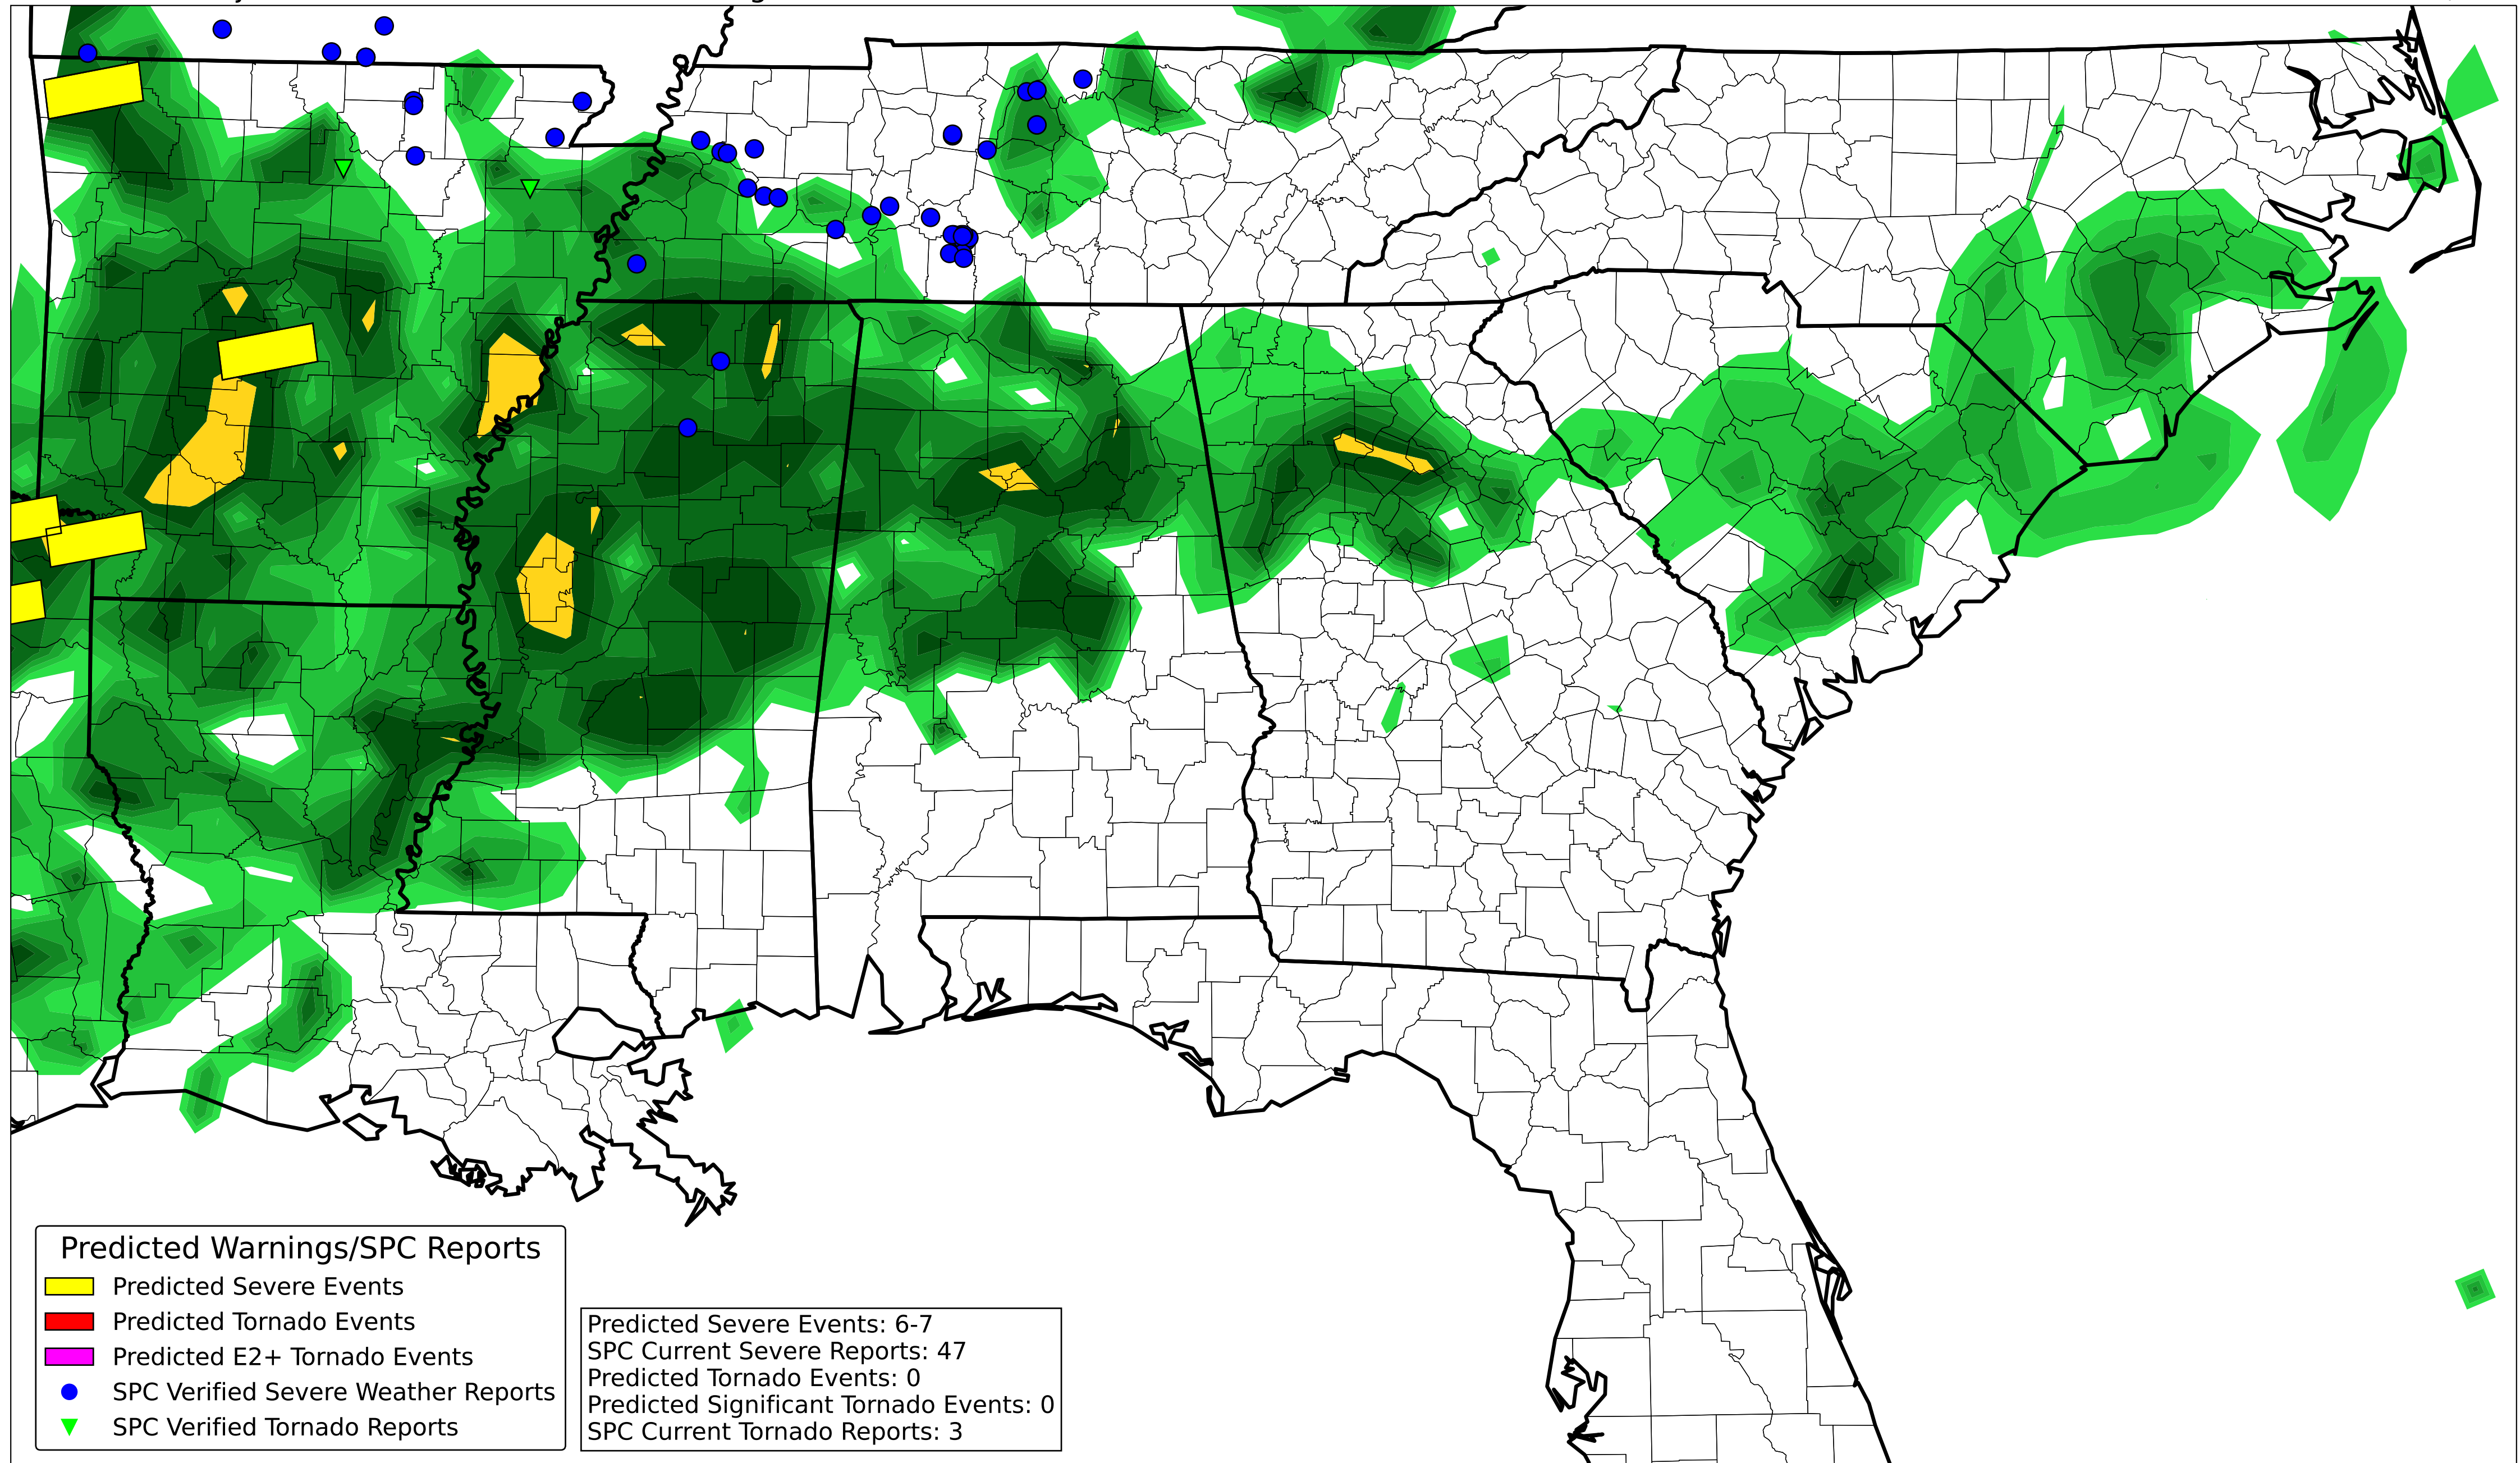 Predicted Warnings/SPC Reports
Predicted Severe Events
Predicted Tornado Events
Predicted E2+ Tornado Events
SPC Verified Severe Weather Reports
SPC Verified Tornado Reports
Predicted Severe Events: 6-7
SPC Current Severe Reports: 47
Predicted Tornado Events: 0
Predicted Significant Tornado Events: 0
SPC Current Tornado Reports: 3